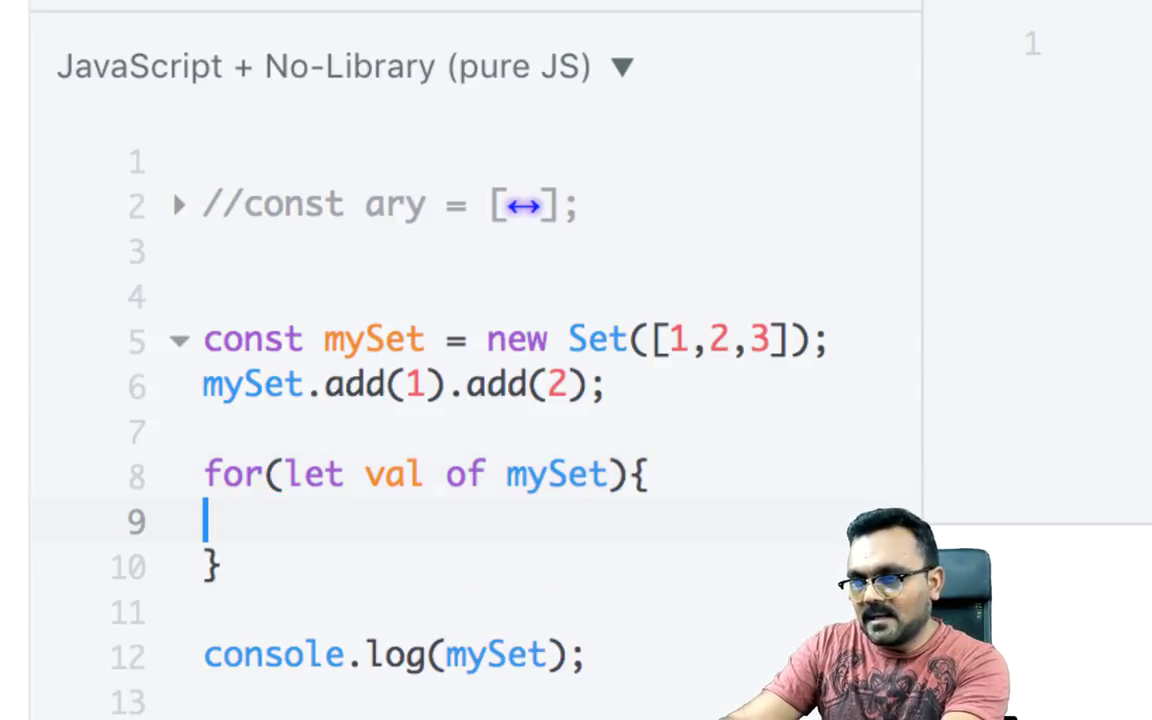 JavaScript + No-Library (pure JS) ▼
1
1
2 //const ary = [↔];
3
4
5 const mySet = new Set([1,2,3]);
6 mySet.add(1).add(2);
7
8 for(let val of mySet){
9
10 }
11
12 console.log(mySet);
13